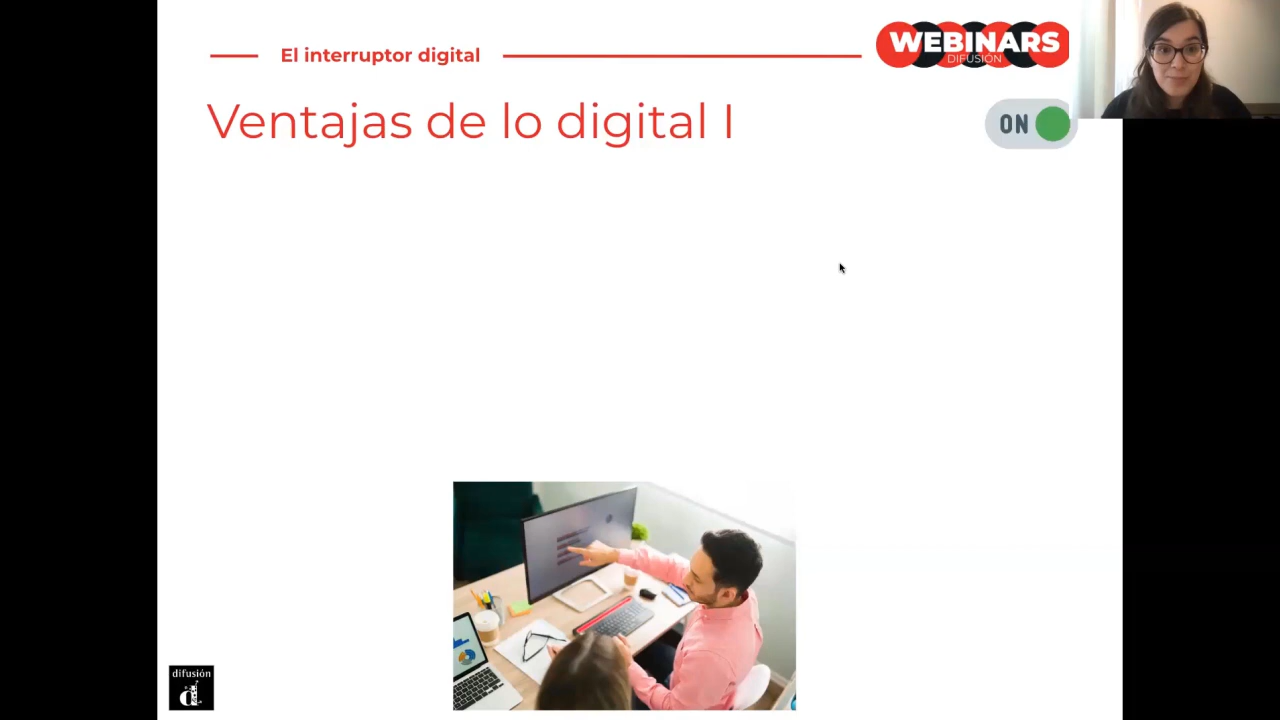 El interruptor digital
WEBINARS
DIFUSIÓN
Ventajas de lo digital I
ON
difusión